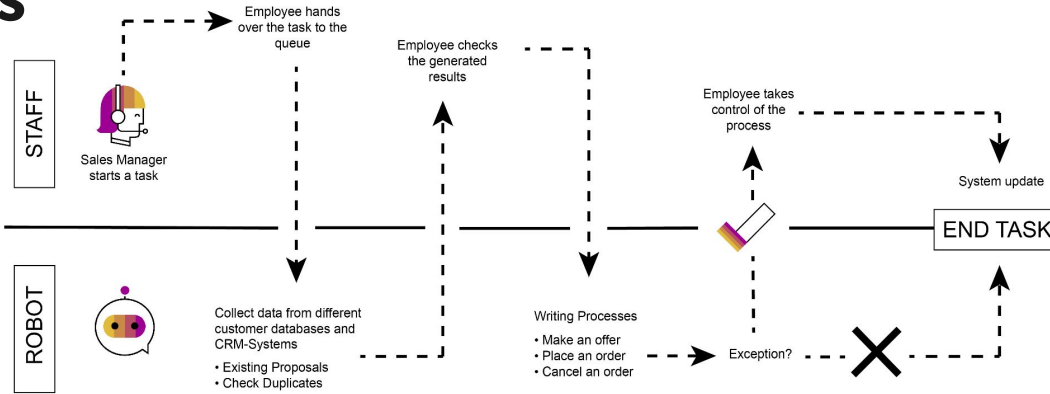 s
Employee hands
over the task to the
queue
Employee checks
the generated
results
Employee takes
control of the
process
STAFF
Sales Manager
starts a task
System update
END TASK
ROBOT
Collect data from different
customer databases and
CRM-Systems
• Existing Proposals
• Check Duplicates
Writing Processes
• Make an offer
• Place an order
• Cancel an order
Exception?